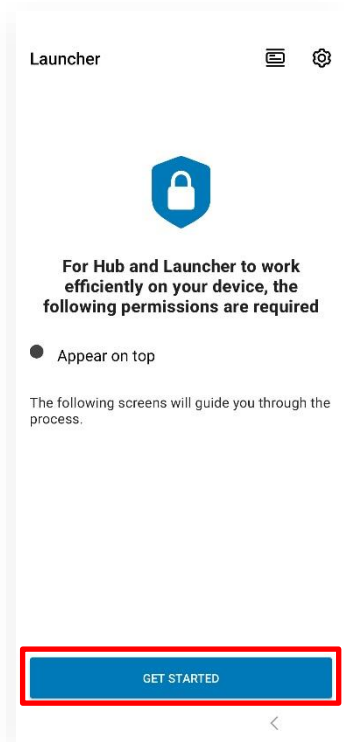 Launcher
For Hub and Launcher to work
efficiently on your device, the
following permissions are required
Appear on top
The following screens will guide you through the
process.
GET STARTED